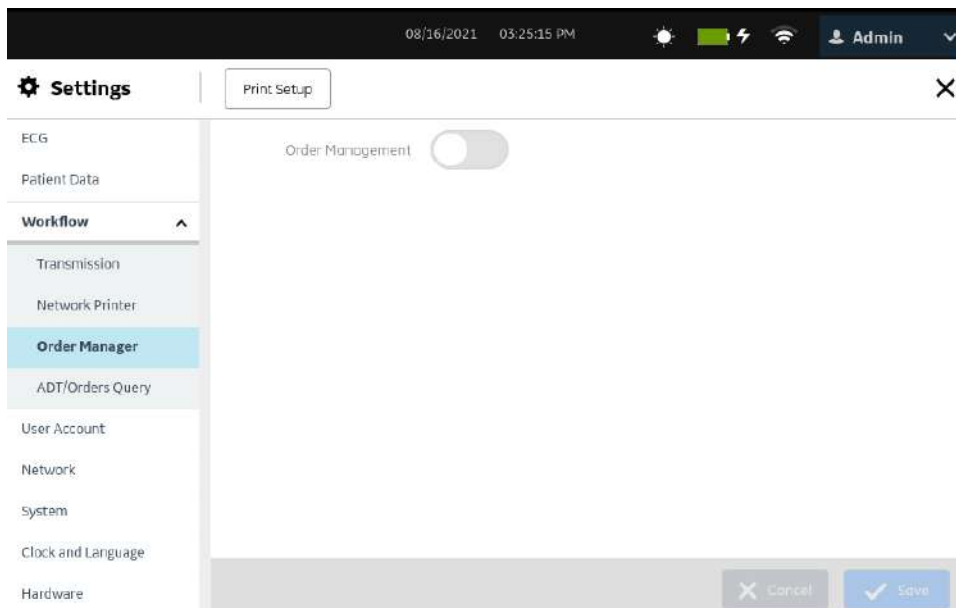 08/16/2021 03:25:15 PM Admin
Settings Print Setup
ECG
Order Management
Patient Data
Workflow
Transmission
Network Printer
Order Manager
ADT/Orders Query
User Account
Network
System
Clock and Language
Hardware
Cancel Save